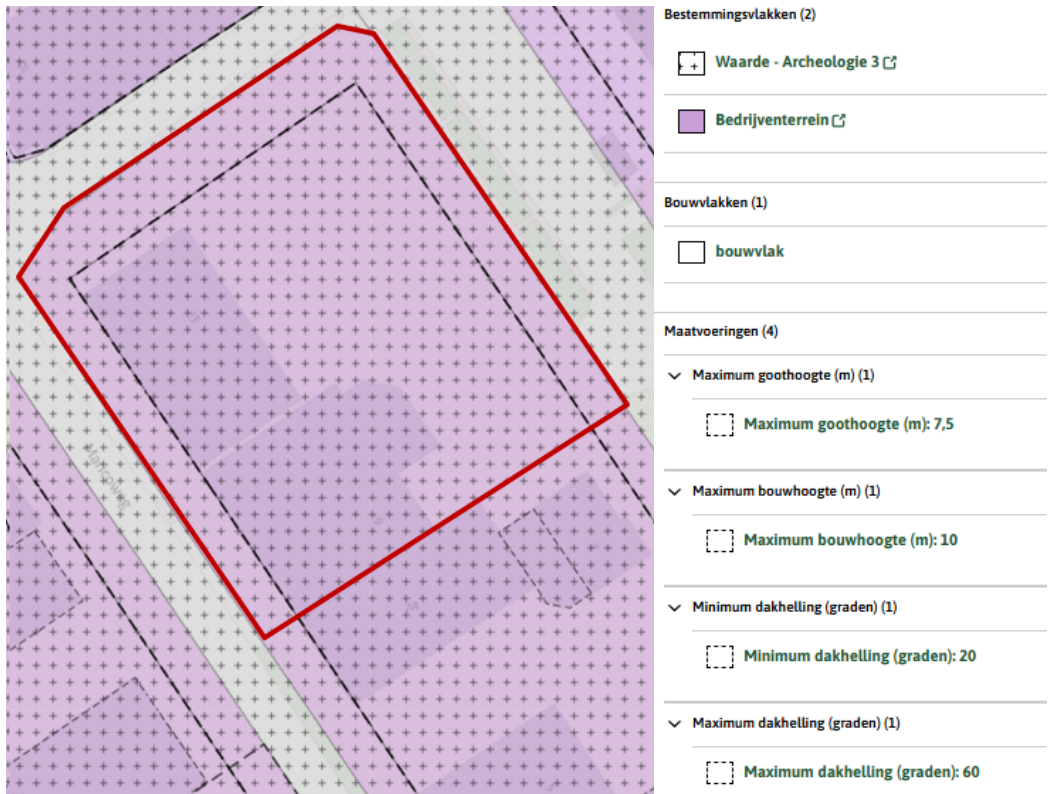 Bestemmingsvlakken (2)
Waarde - Archeologie 3
Bedrijventerrein
Bouwvlakken (1)
bouwvlak
Maatvoeringen (4)
Maximum goothoogte (m) (1)
Maximum goothoogte (m): 7,5
Maximum bouwhoogte (m) (1)
Maximum bouwhoogte (m): 10
Minimum dakhelling (graden) (1)
Minimum dakhelling (graden): 20
Maximum dakhelling (graden) (1)
Maximum dakhelling (graden): 60